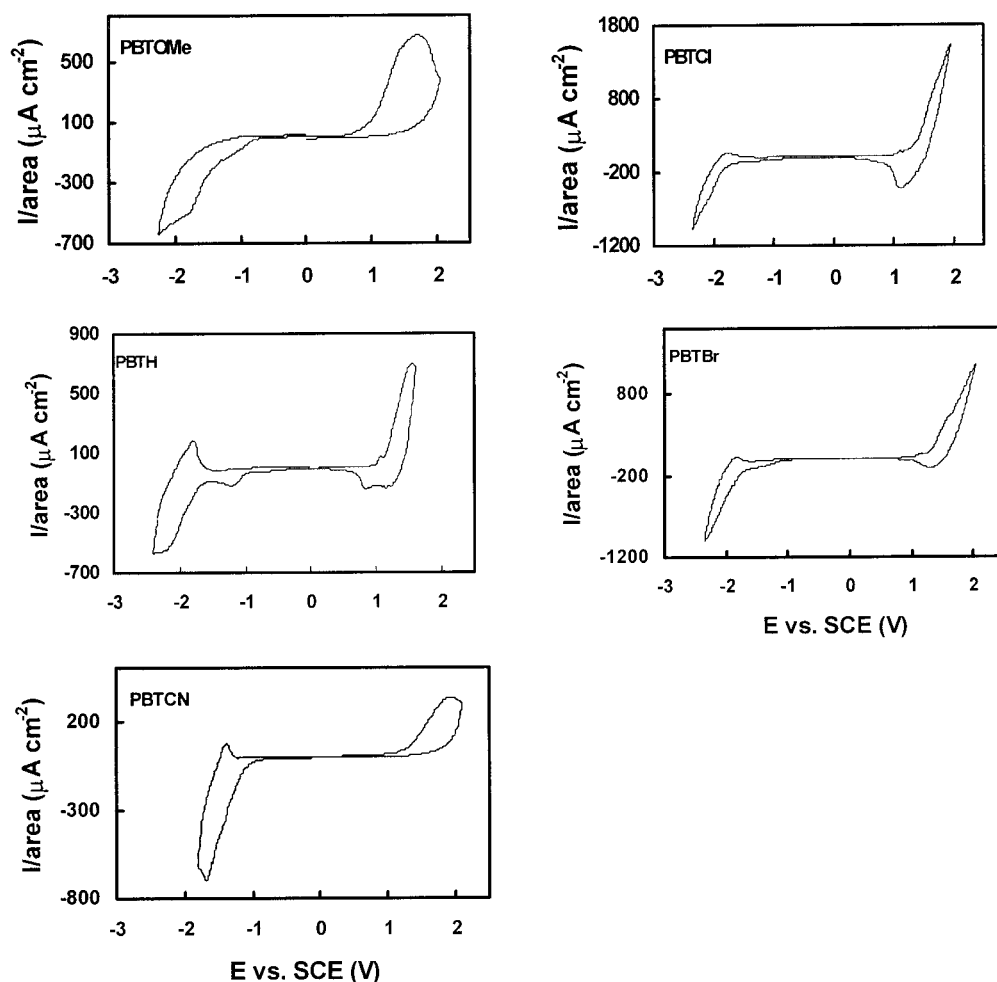 PBTOMe
I/area (μA cm-2)
500
100
-300
-700
-3 -2 -1 0 1 2
PBTCl
I/area (μA cm-2)
1800
800
-200
-1200
-3 -2 -1 0 1 2
PBTH
I/area (μA cm-2)
900
500
100
-300
-700
-3 -2 -1 0 1 2
PBTBr
I/area (μA cm-2)
800
-200
-1200
-3 -2 -1 0 1 2
E vs. SCE (V)
PBTCN
I/area (μA cm-2)
200
-300
-800
-3 -2 -1 0 1 2
E vs. SCE (V)